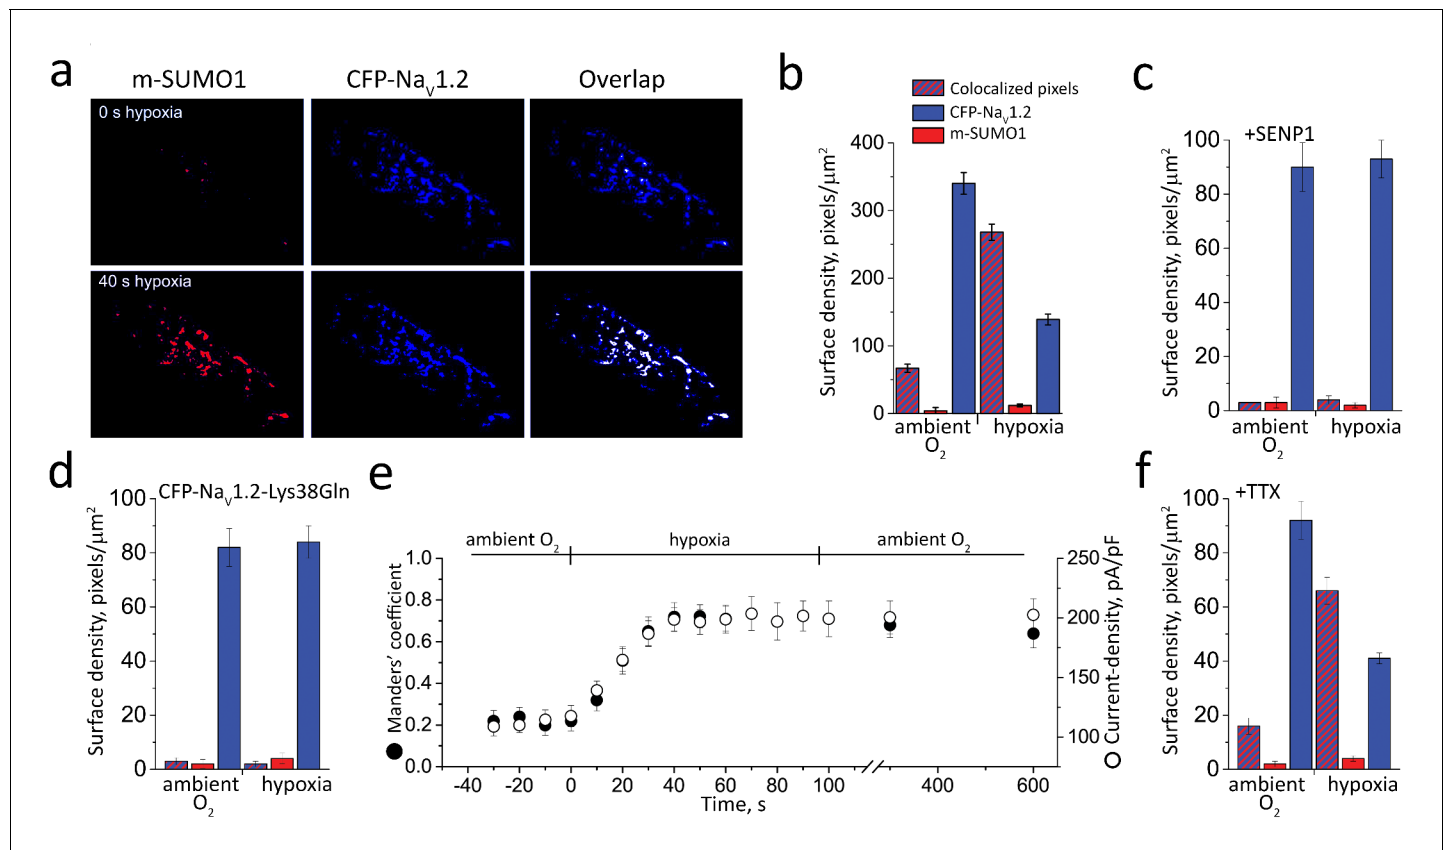 a
m-SUMO1
CFP-NaV1.2
Overlap
0 s hypoxia
40 s hypoxia
b
Colocalized pixels
CFP-NaV1.2
m-SUMO1
Surface density, pixels/μm²
400
300
200
100
0
ambient O2
hypoxia
c
+SENP1
Surface density, pixels/μm²
100
80
60
40
20
0
ambient O2
hypoxia
d
CFP-NaV1.2-Lys38Gln
Surface density, pixels/μm²
100
80
60
40
20
0
ambient O2
hypoxia
e
ambient O2
hypoxia
ambient O2
Manders' coefficient
1.0
0.8
0.6
0.4
0.2
0.0
250
200
150
100
Current-density, pA/pF
-40 -20 0 20 40 60 80 100 400 600
Time, s
f
+TTX
Surface density, pixels/μm²
100
80
60
40
20
0
ambient O2
hypoxia